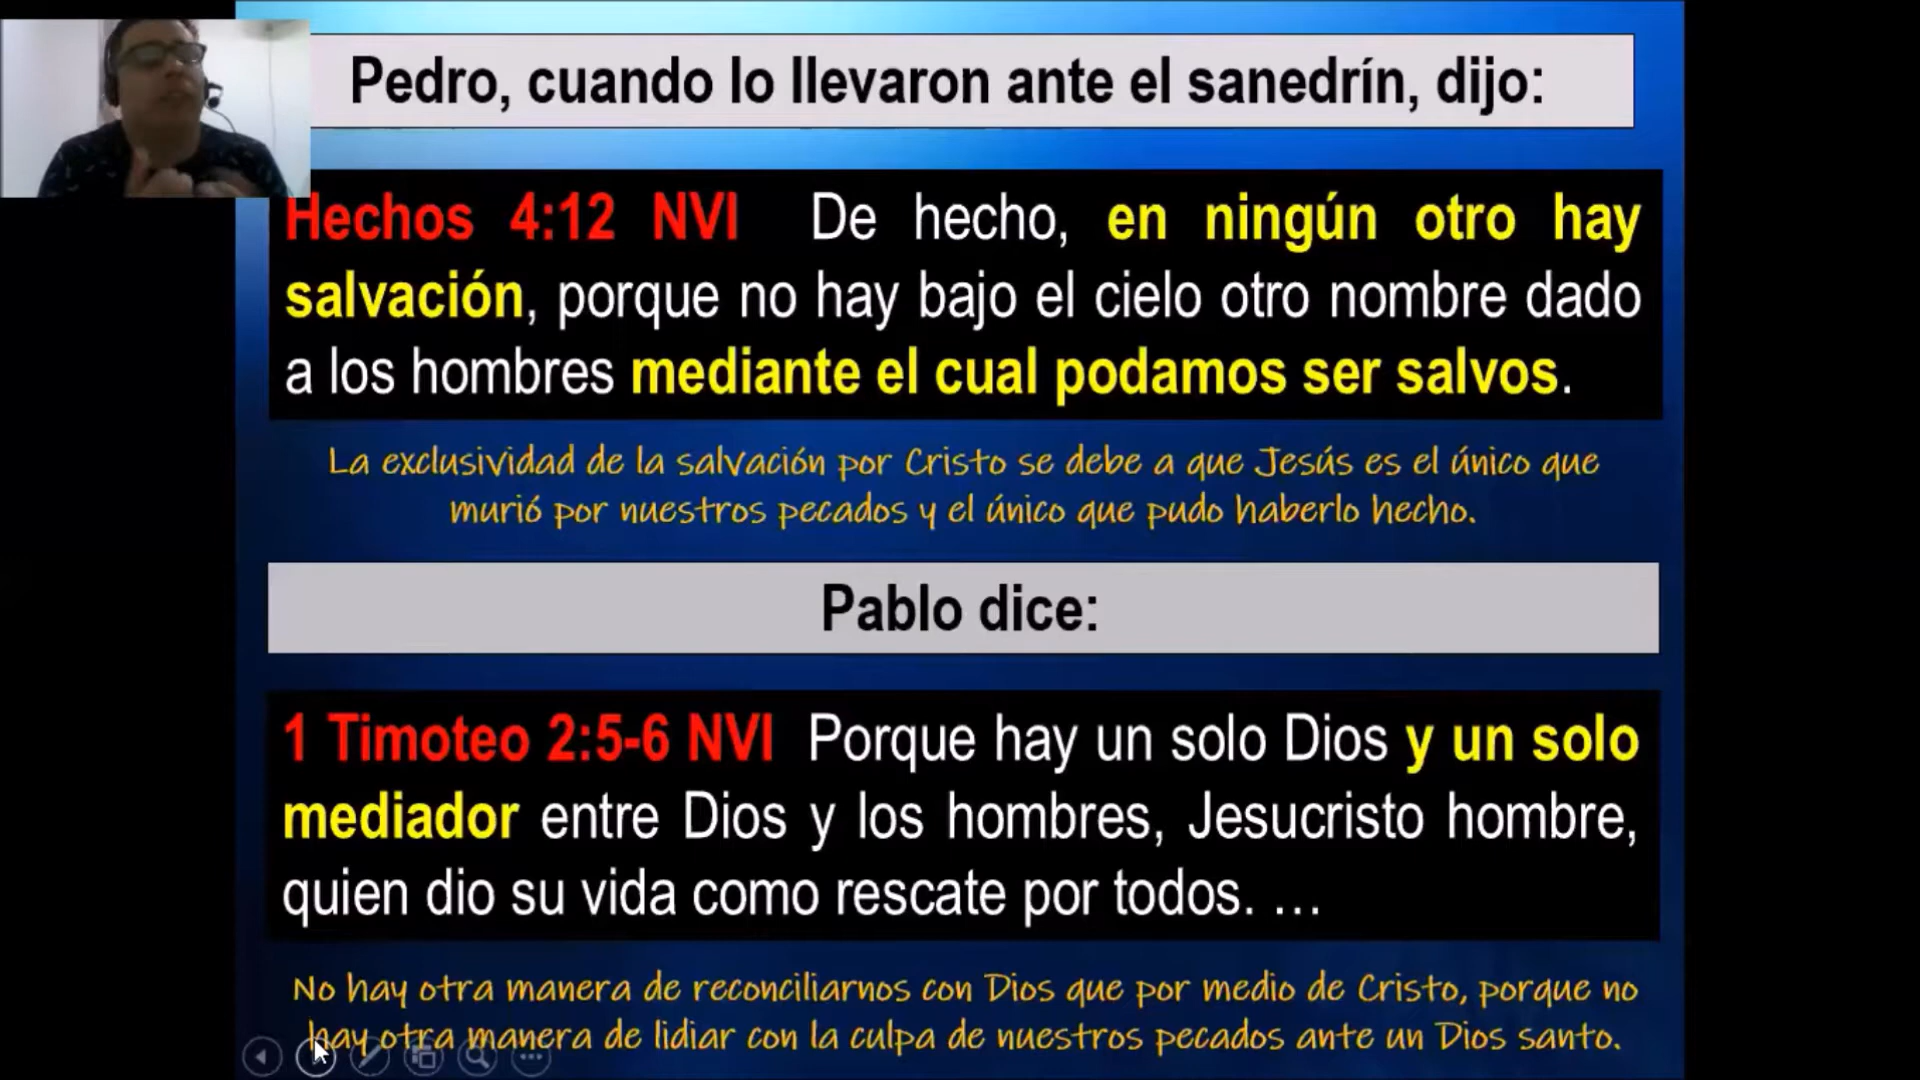 Pedro, cuando lo llevaron ante el sanedrín, dijo:
Hechos 4:12 NVI De hecho, en ningún otro hay
salvación, porque no hay bajo el cielo otro nombre dado
a los hombres mediante el cual podamos ser salvos.
La exclusividad de la salvación por Cristo se debe a que Jesús es el único que
murió por nuestros pecados y el único que pudo haberlo hecho.
Pablo dice:
1 Timoteo 2:5-6 NVI Porque hay un solo Dios y un solo
mediador entre Dios y los hombres, Jesucristo hombre,
quien dio su vida como rescate por todos. …
No hay otra manera de reconciliarnos con Dios que por medio de Cristo, porque no
hay otra manera de lidiar con la culpa de nuestros pecados ante un Dios santo.